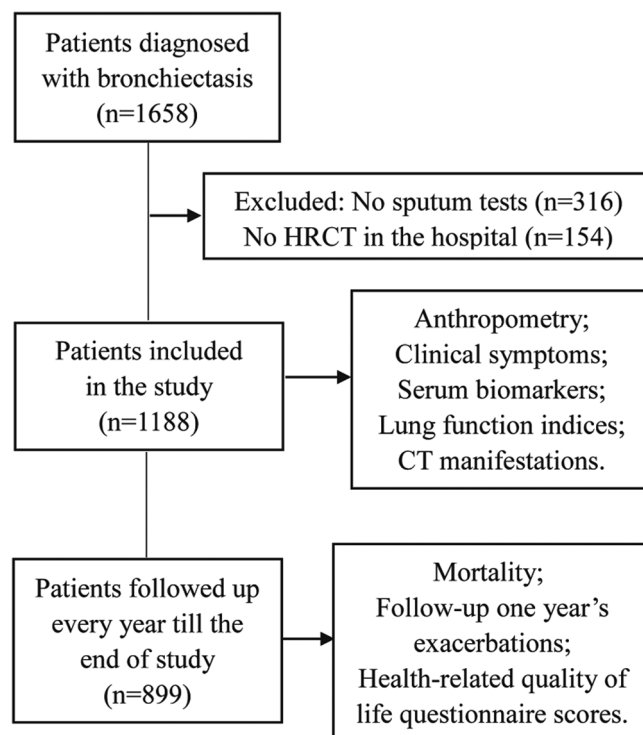 Patients diagnosed
with bronchiectasis
(n=1658)
Excluded: No sputum tests (n=316)
No HRCT in the hospital (n=154)
Patients included
in the study
(n=1188)
Anthropometry;
Clinical symptoms;
Serum biomarkers;
Lung function indices;
CT manifestations.
Patients followed up
every year till the
end of study
(n=899)
Mortality;
Follow-up one year’s
exacerbations;
Health-related quality of
life questionnaire scores.